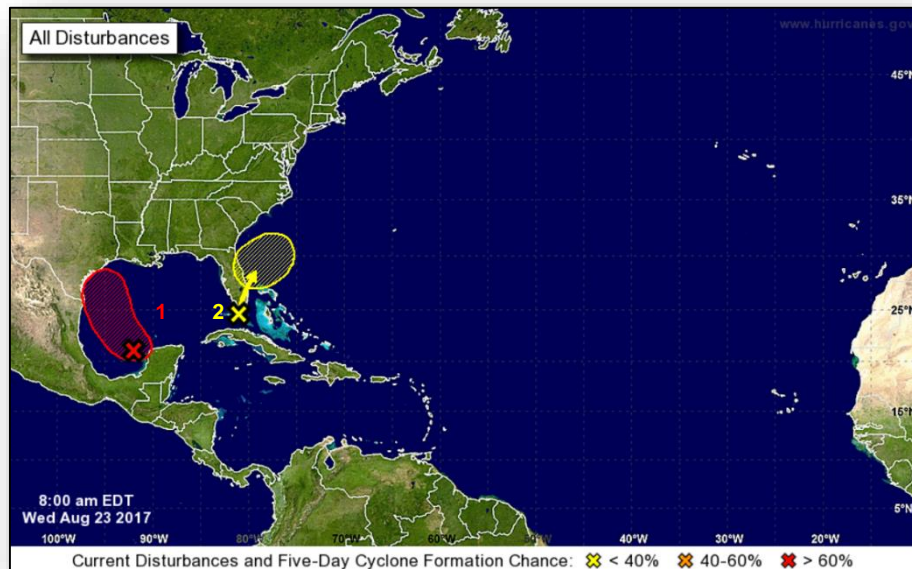 All Disturbances
www.hurricanes.gov
45°N
35°N
1
2
25°N
15°N
8:00 am EDT
Wed Aug 23 2017
5°N
100°W 90°W 80°W 70°W 60°W 50°W 40°W 30°W 20°W
Current Disturbances and Five-Day Cyclone Formation Chance: < 40% 40-60% > 60%